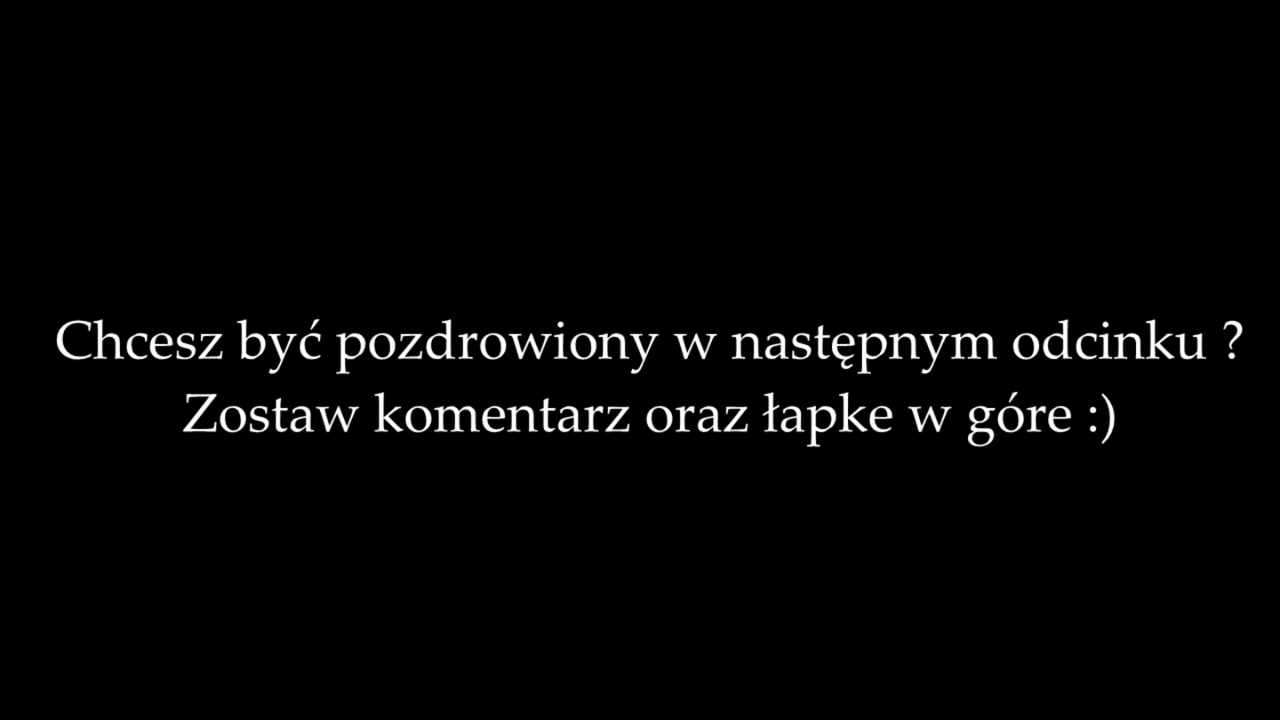 Chcesz być pozdrowiony w następnym odcinku ?
Zostaw komentarz oraz łapke w góre :)